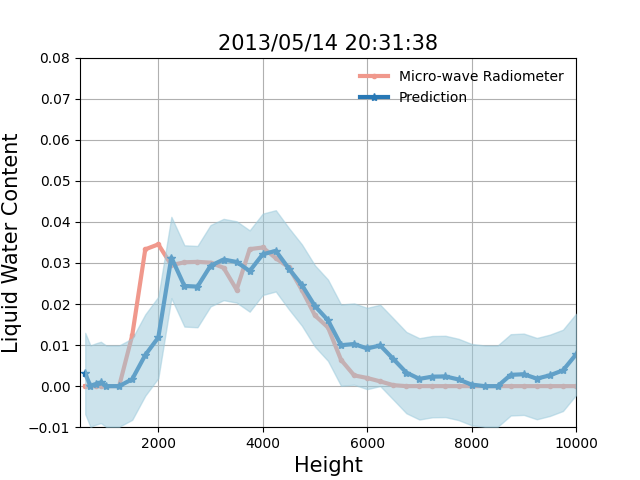 2013/05/14 20:31:38
0.08
0.07
0.06
0.05
0.04
0.03
0.02
0.01
0.00
−0.01
Liquid Water Content
Micro-wave Radiometer
Prediction
2000 4000 6000 8000 10000
Height